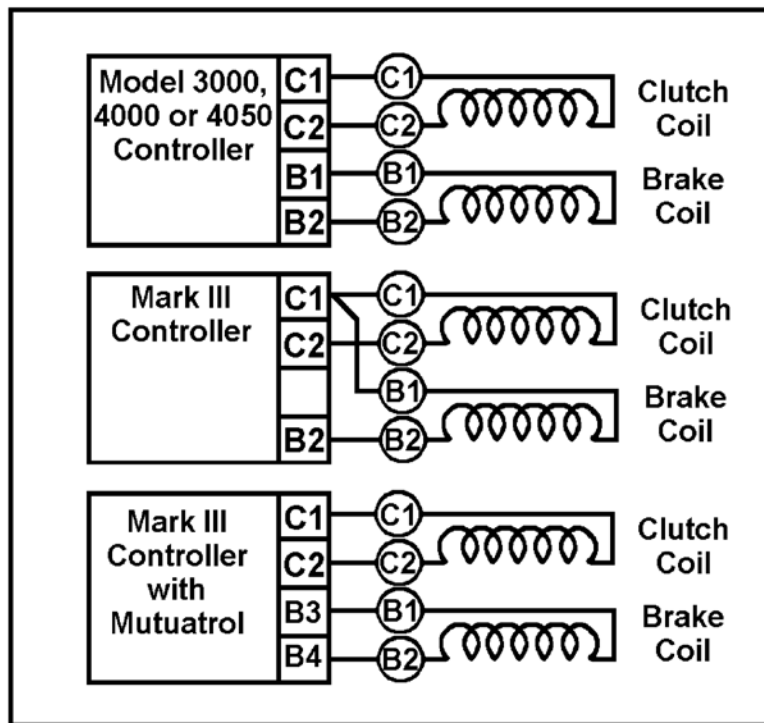 Model 3000,
4000 or 4050
Controller
C1
C2
B1
B2
C1
C2
B1
B2
Clutch
Coil
Brake
Coil
Mark III
Controller
C1
C2
B2
C1
C2
B1
B2
Clutch
Coil
Brake
Coil
Mark III
Controller
with
Mutuatrol
C1
C2
B3
B4
C1
C2
B1
B2
Clutch
Coil
Brake
Coil